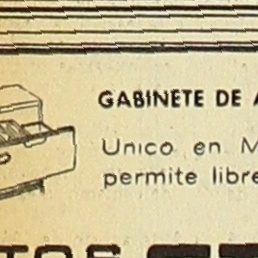 GABINETE DE
Unico en
permite libre